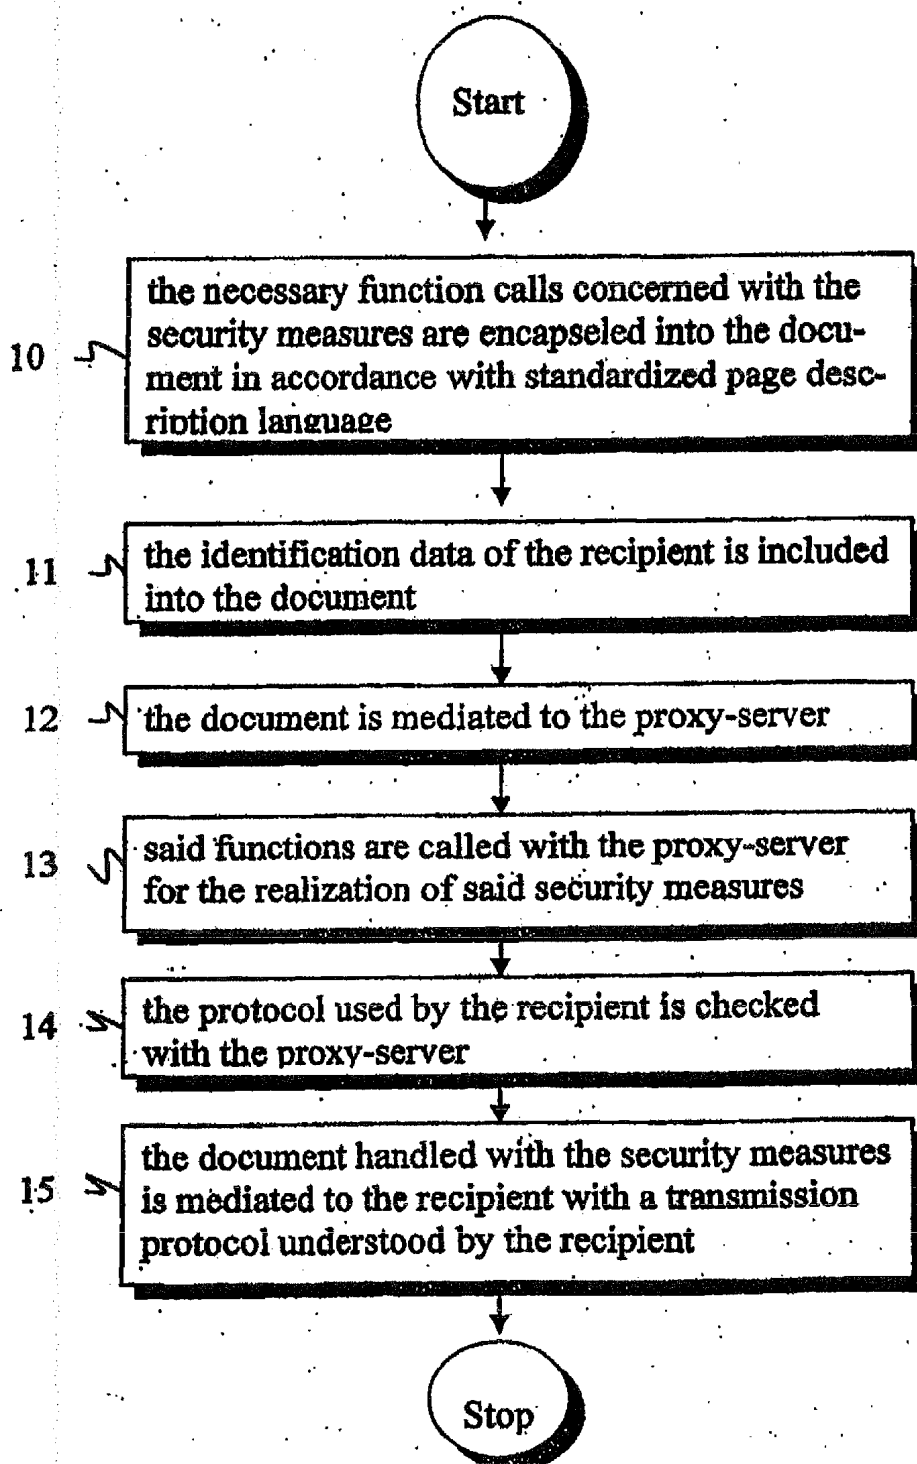 Start
10
the necessary function calls concerned with the
security measures are encapseled into the docu-
ment in accordance with standardized page desc-
ription language
11
the identification data of the recipient is included
into the document
12
the document is mediated to the proxy-server
13
said functions are called with the proxy-server
for the realization of said security measures
14
the protocol used by the recipient is checked
with the proxy-server
15
the document handled with the security measures
is mediated to the recipient with a transmission
protocol understood by the recipient
Stop